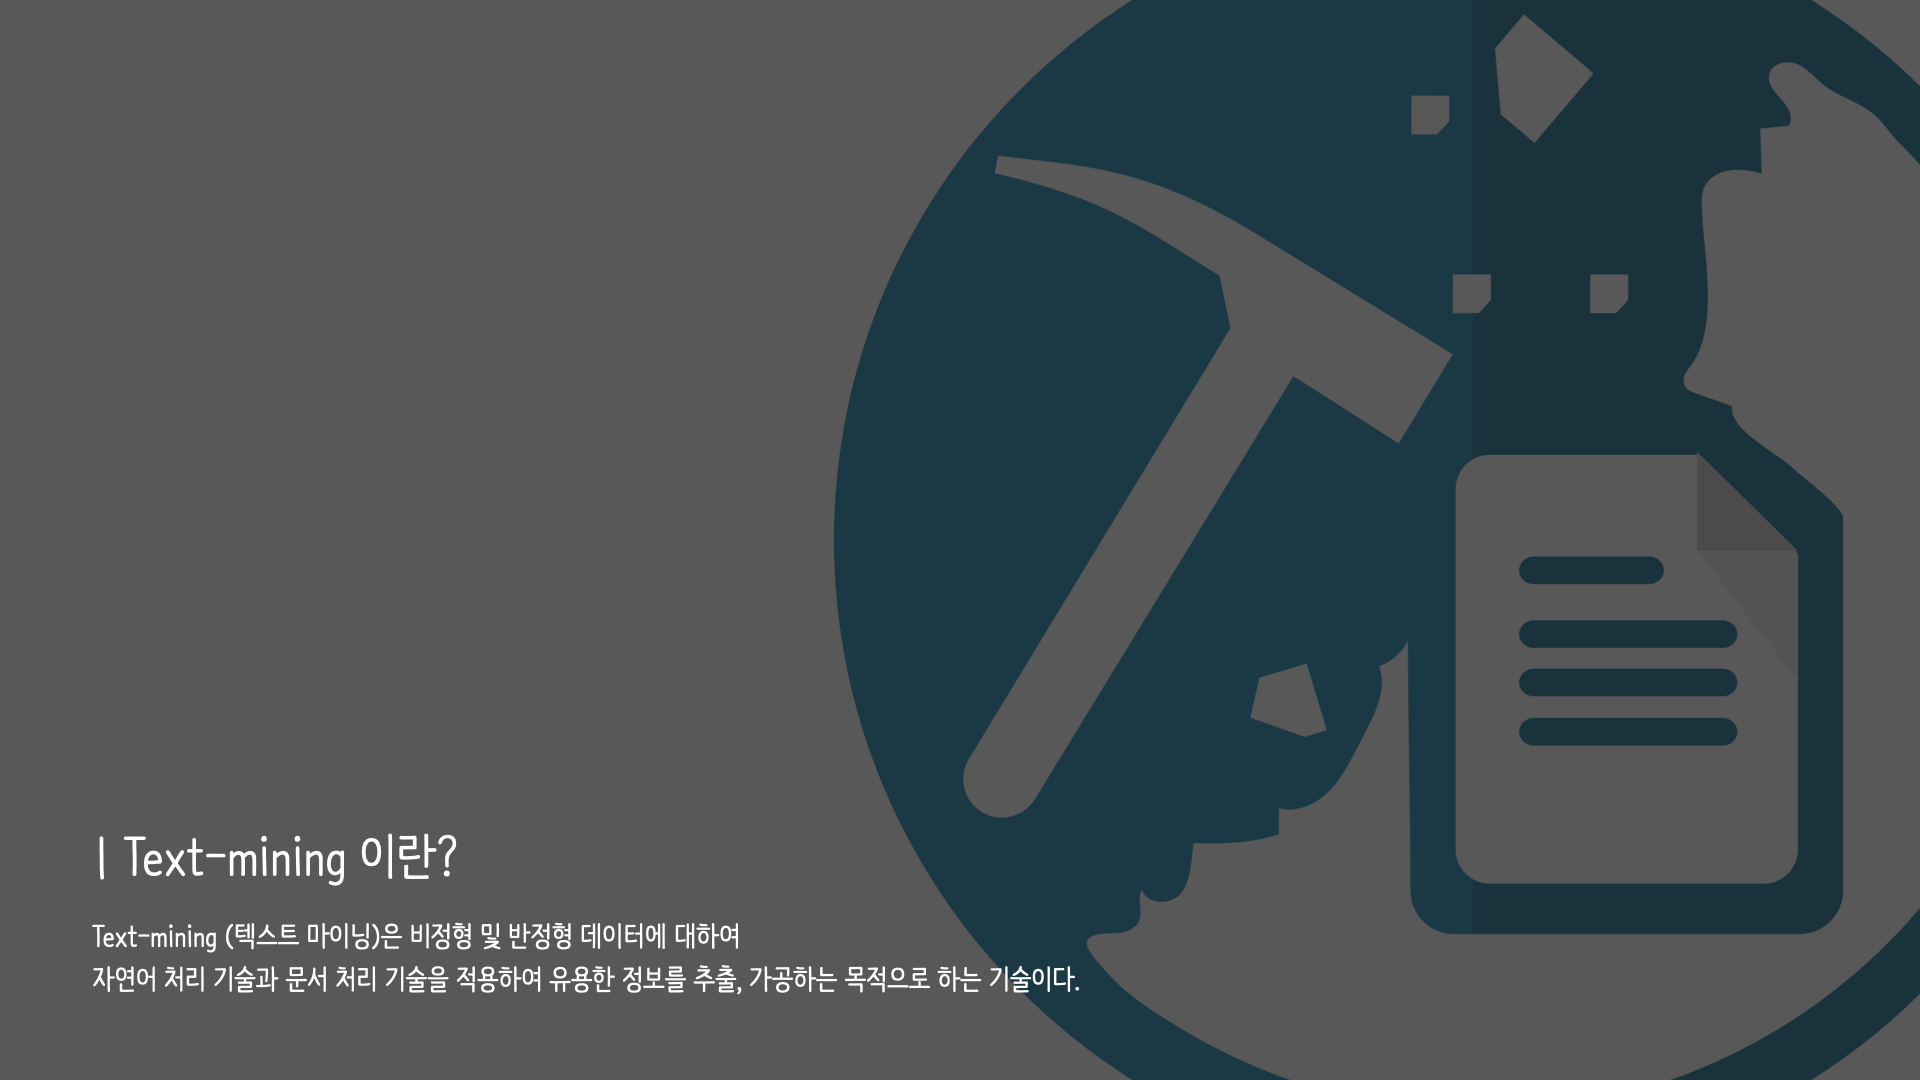 | Text-mining 이란?
Text-mining (텍스트 마이닝)은 비정형 및 반정형 데이터에 대하여
자연어 처리 기술과 문서 처리 기술을 적용하여 유용한 정보를 추출, 가공하는 목적으로 하는 기술이다.